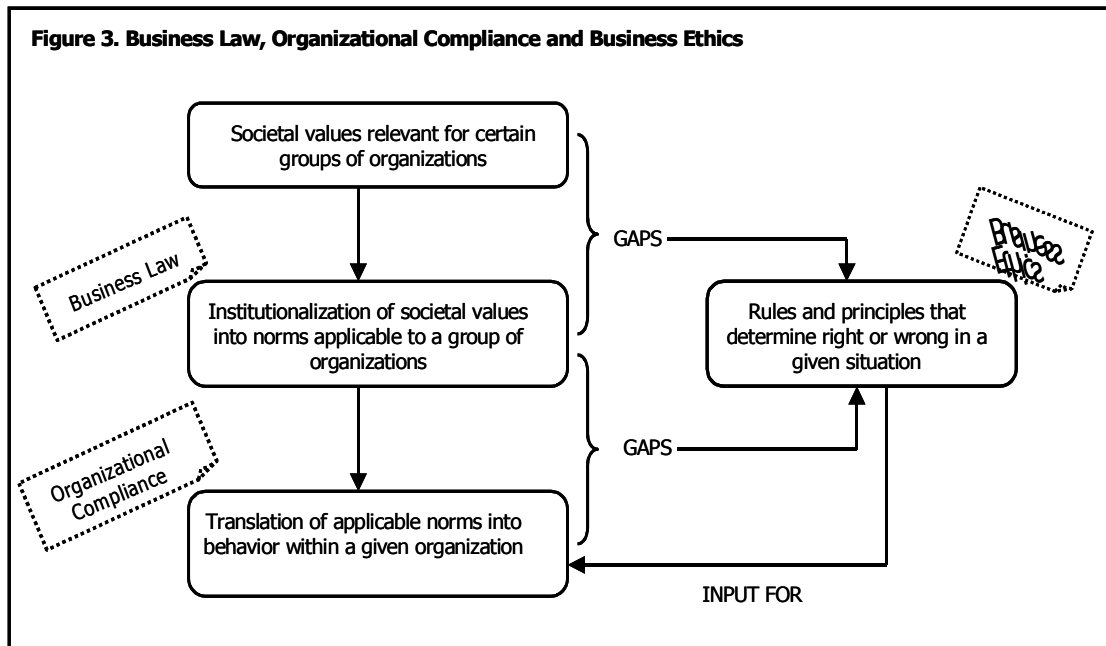 Figure 3. Business Law, Organizational Compliance and Business Ethics
Societal values relevant for certain
groups of organizations
Business Law
GAPS
Business
Ethics
Institutionalization of societal values
into norms applicable to a group of
organizations
Rules and principles that
determine right or wrong in a
given situation
Organizational
Compliance
GAPS
Translation of applicable norms into
behavior within a given organization
INPUT FOR